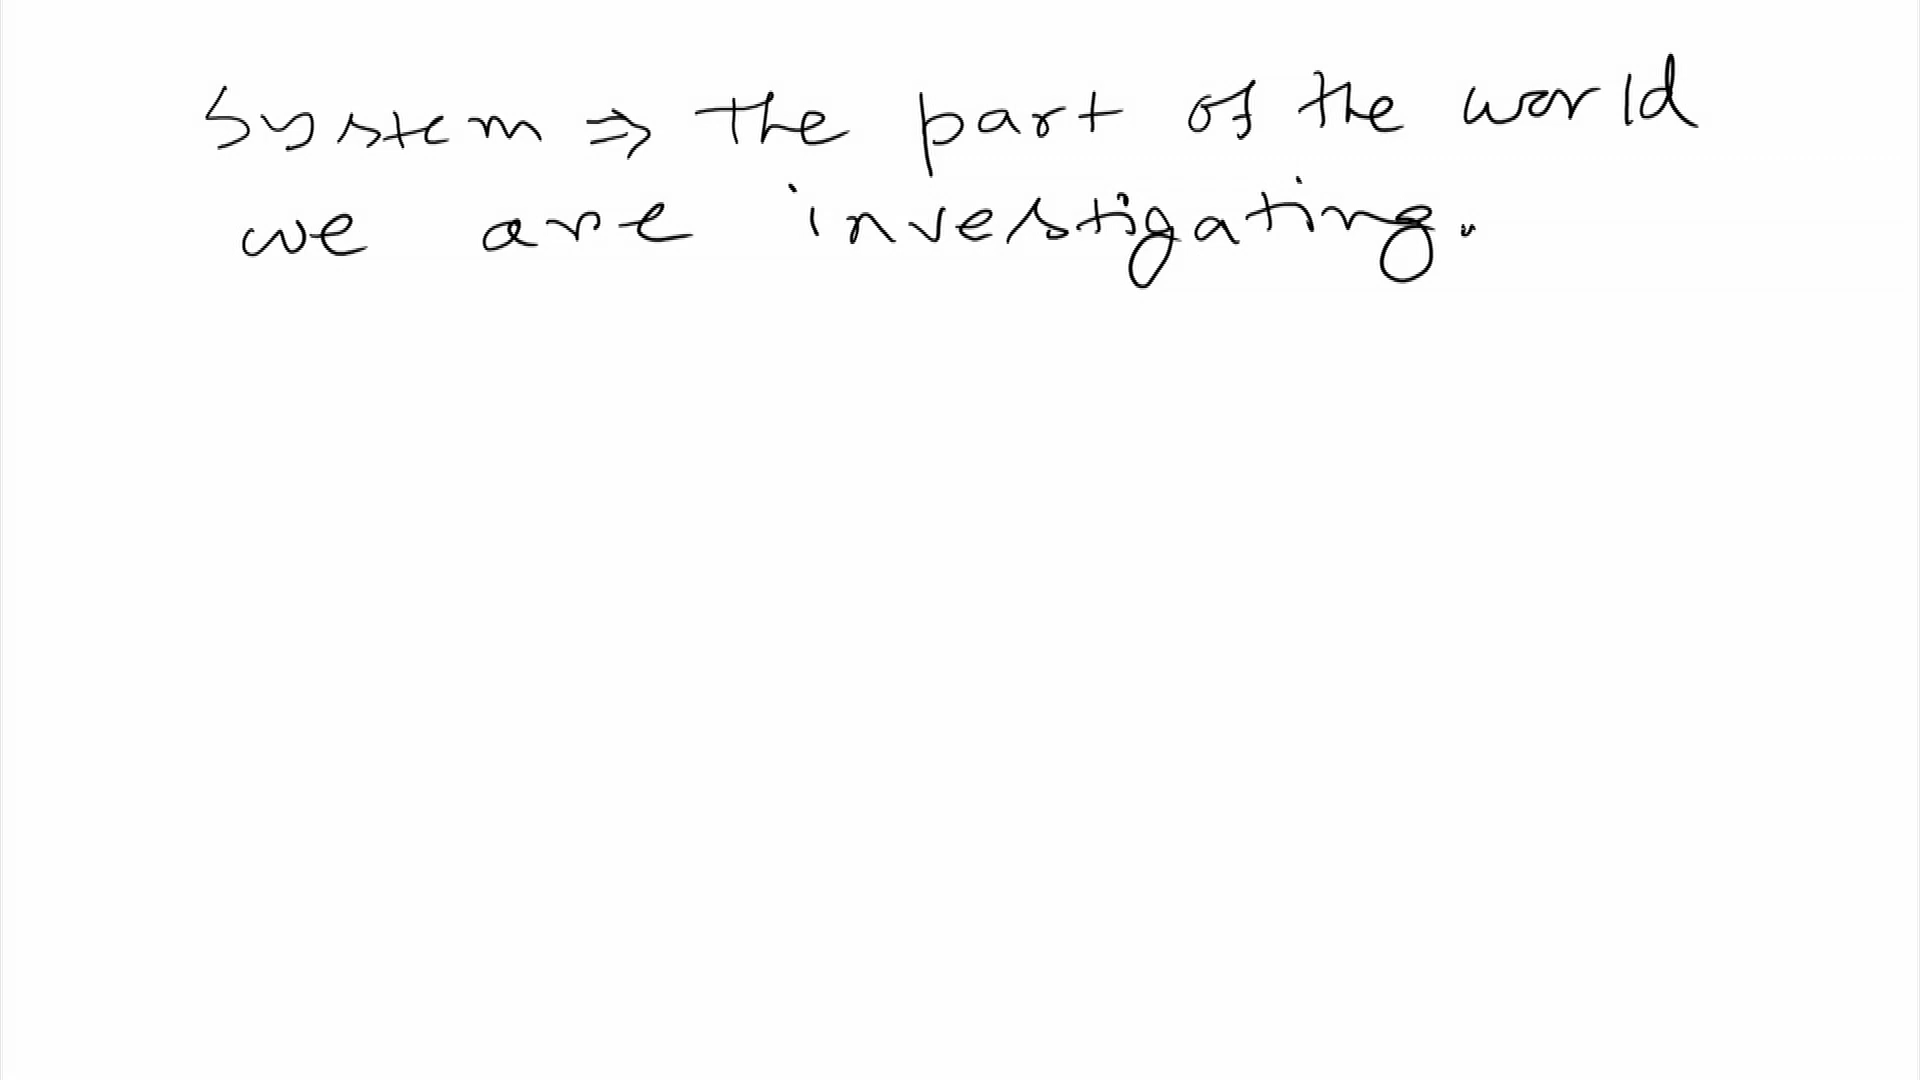 System ⇒ The part of the world
we are investigating.